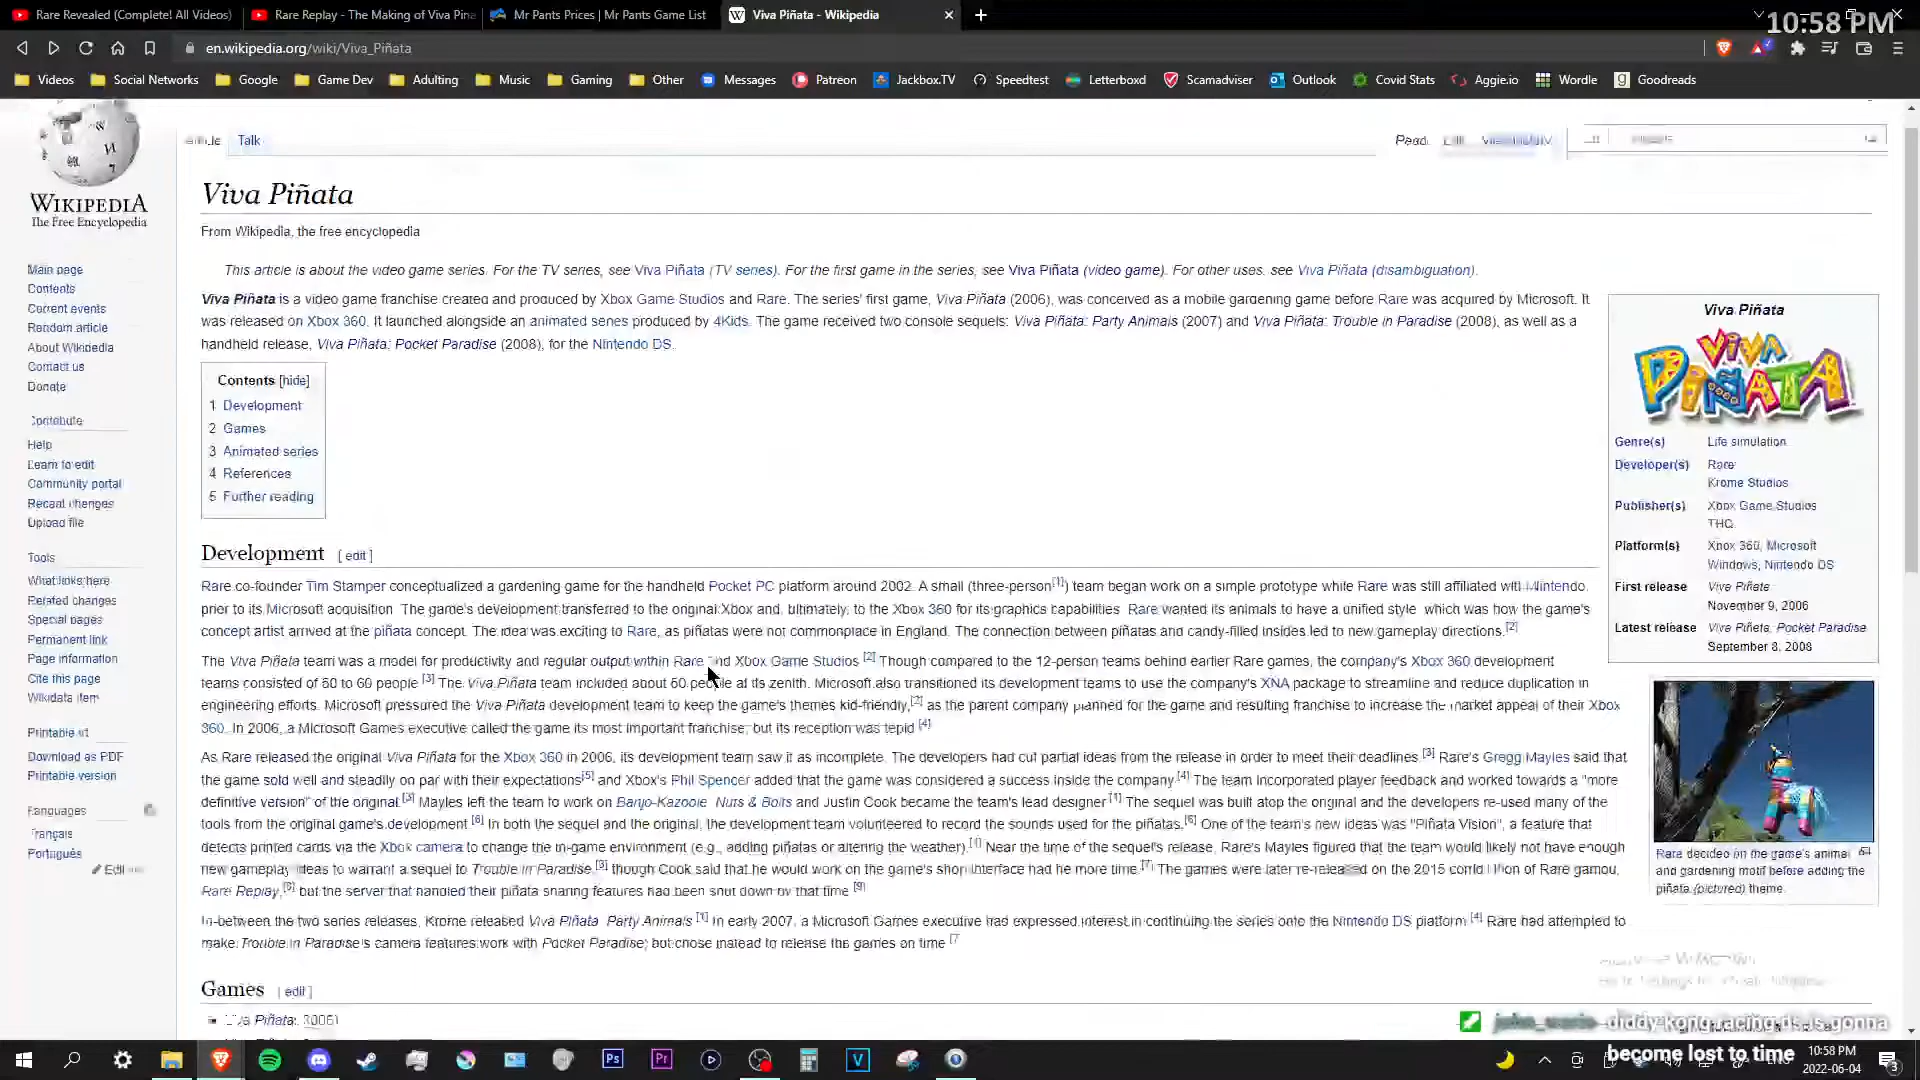 Rare Revealed (Complete! All Videos)
Rare Replay - The Making of Viva Pin
Mr Pants Prices | Mr Pants Game List
Viva Piñata - Wikipedia
10:58 PM
en.wikipedia.org/wiki/Viva_Piñata
Videos Social Networks Google Game Dev Adulting Music Gaming Other Messages Patreon Jackbox.TV Speedtest Letterboxd Scamadviser Outlook Covid Stats Aggie.io Wordle Goodreads
Talk
Read
WIKIPEDIA
The Free Encyclopedia
Main page
Contents
Current events
Random article
About Wikipedia
Contact us
Donate
Contribute
Help
Learn to edit
Community portal
Recent changes
Upload file
Tools
What links here
Related changes
Special pages
Permanent link
Page information
Cite this page
Wikidata item
Download as PDF
Printable version
Languages
Français
Português
Edit
Viva Piñata
From Wikipedia, the free encyclopedia
This article is about the video game series. For the TV series, see Viva Piñata (TV series). For the first game in the series, see Viva Piñata (video game). For other uses, see Viva Piñata (disambiguation).
Viva Piñata is a video game franchise created and produced by Xbox Game Studios and Rare. The series' first game, Viva Piñata (2006), was conceived as a mobile gardening game before Rare was acquired by Microsoft. It
was released on Xbox 360. It launched alongside an animated series produced by 4Kids. The game received two console sequels: Viva Piñata: Party Animals (2007) and Viva Piñata: Trouble in Paradise (2008), as well as a
handheld release, Viva Piñata: Pocket Paradise (2008), for the Nintendo DS.
Contents [hide]
1 Development
2 Games
3 Animated series
4 References
5 Further reading
Development [ edit ]
Rare co-founder Tim Stamper conceptualized a gardening game for the handheld Pocket PC platform around 2002. A small (three-person[1]) team began work on a simple prototype while Rare was still affiliated with Nintendo,
prior to its Microsoft acquisition. The game's development transferred to the original Xbox and, ultimately, to the Xbox 360 for its graphics capabilities. Rare wanted its animals to have a unified style, which was how the game's
concept artist arrived at the piñata concept. The idea was exciting to Rare, as piñatas were not commonplace in England. The connection between piñatas and candy-filled insides led to new gameplay directions.[2]
The Viva Piñata team was a model for productivity and regular output within Rare and Xbox Game Studios.[2] Though compared to the 12-person teams behind earlier Rare games, the company's Xbox 360 development
teams consisted of 50 to 60 people.[3] The Viva Piñata team included about 50 people at its zenith. Microsoft also transitioned its development teams to use the company's XNA package to streamline and reduce duplication in
engineering efforts. Microsoft pressured the Viva Piñata development team to keep the game's themes kid-friendly,[2] as the parent company planned for the game and resulting franchise to increase the market appeal of their Xbox
360. In 2006, a Microsoft Games executive called the game its most important franchise, but its reception was tepid.[4]
As Rare released the original Viva Piñata for the Xbox 360 in 2006, its development team saw it as incomplete. The developers had cut partial ideas from the release in order to meet their deadlines.[3] Rare's Gregg Mayles said that
the game sold well and steadily on par with their expectations[5] and Xbox's Phil Spencer added that the game was considered a success inside the company.[4] The team incorporated player feedback and worked towards a "more
definitive version" of the original.[3] Mayles left the team to work on Banjo-Kazooie: Nuts & Bolts and Justin Cook became the team's lead designer.[1] The sequel was built atop the original and the developers re-used many of the
tools from the original game's development.[6] In both the sequel and the original, the development team volunteered to record the sounds used for the piñatas.[6] One of the team's new ideas was "Piñata Vision", a feature that
detects printed cards via the Xbox camera to change the in-game environment (e.g., adding piñatas or altering the weather). Near the time of the sequel's release, Rare's Mayles figured that the team would likely not have enough
new gameplay ideas to warrant a sequel to Trouble in Paradise,[3] though Cook said that he would work on the game's shop interface had he more time.[7] The games were later re-released on the 2015 compilation of Rare games,
Rare Replay, but the server that handled their piñata sharing features had been shut down by that time.[9]
In-between the two series releases, Krome released Viva Piñata: Party Animals.[1] In early 2007, a Microsoft Games executive had expressed interest in continuing the series onto the Nintendo DS platform.[4] Rare had attempted to
make Trouble in Paradise's camera features work with Pocket Paradise, but chose instead to release the games on time.[7]
Games [ edit ]
Viva Piñata
Genre(s) Life simulation
Developer(s) Rare
Krome Studios
Publisher(s) Xbox Game Studios
THQ
Platform(s) Xbox 360, Microsoft
Windows, Nintendo DS
First release Viva Piñata
November 9, 2006
Latest release Viva Piñata: Pocket Paradise
September 8, 2008
Rare decided on the game's animal
and gardening motif before adding the
piñata (pictured) theme.
diddy kong racing ds is gonna
become lost to time
10:58 PM
2022-06-04